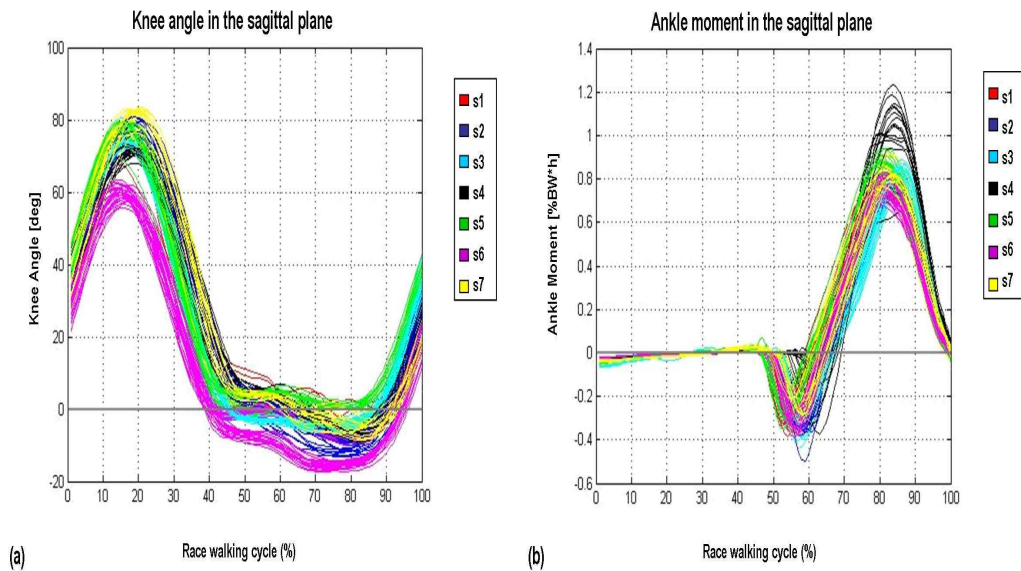 Knee angle in the sagittal plane
Knee Angle [deg]
100
80
60
40
20
0
-20
0 10 20 30 40 50 60 70 80 90 100
s1
s2
s3
s4
s5
s6
s7
(a)
Race walking cycle (%)
Ankle moment in the sagittal plane
Ankle Moment [%BW*h]
1.4
1.2
1
0.8
0.6
0.4
0.2
0
-0.2
-0.4
-0.6
0 10 20 30 40 50 60 70 80 90 100
s1
s2
s3
s4
s5
s6
s7
(b)
Race walking cycle (%)